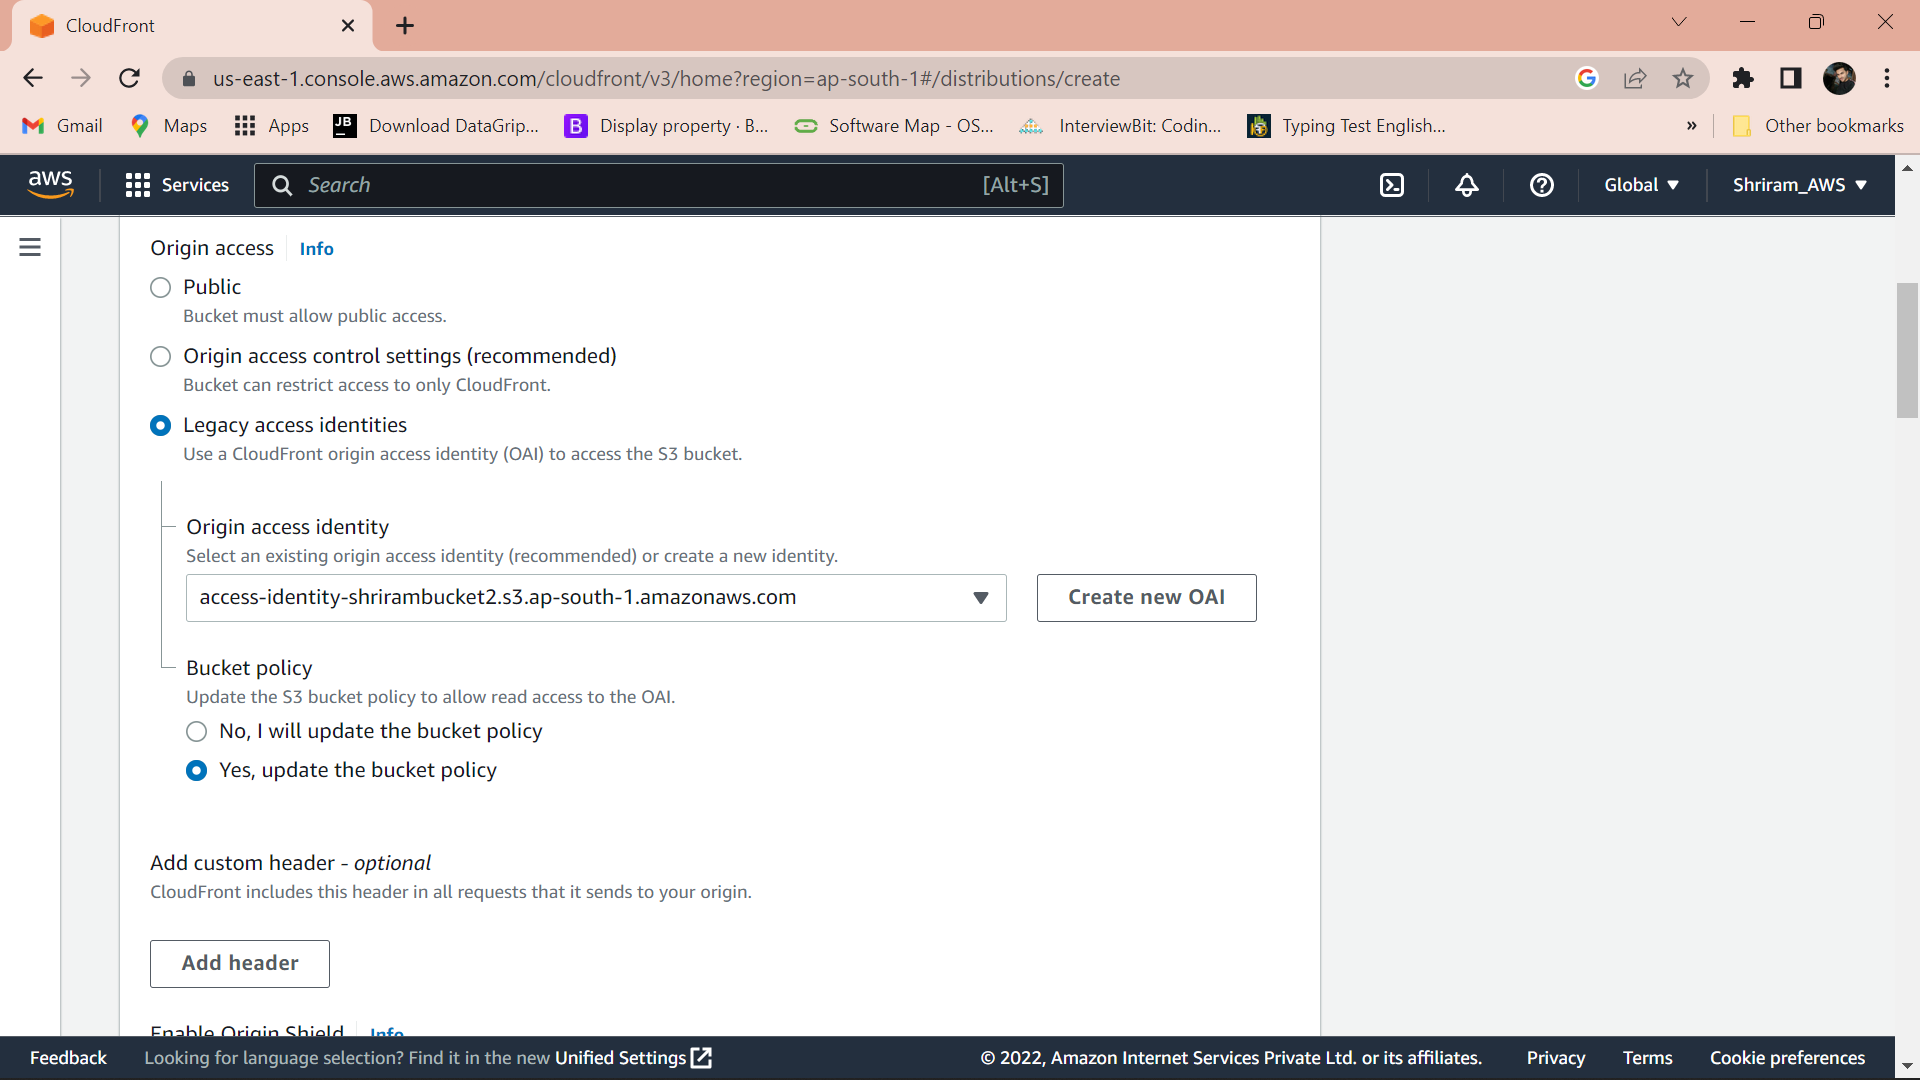 CloudFront
us-east-1.console.aws.amazon.com/cloudfront/v3/home?region=ap-south-1#/distributions/create
Gmail Maps Apps Download DataGrip... Display property · B... Software Map - OS... InterviewBit: Codin... Typing Test English... » Other bookmarks
aws Services Search [Alt+S] Global Shriram_AWS
Origin access Info
Public
Bucket must allow public access.
Origin access control settings (recommended)
Bucket can restrict access to only CloudFront.
Legacy access identities
Use a CloudFront origin access identity (OAI) to access the S3 bucket.
Origin access identity
Select an existing origin access identity (recommended) or create a new identity.
access-identity-shrirambucket2.s3.ap-south-1.amazonaws.com Create new OAI
Bucket policy
Update the S3 bucket policy to allow read access to the OAI.
No, I will update the bucket policy
Yes, update the bucket policy
Add custom header - optional
CloudFront includes this header in all requests that it sends to your origin.
Add header
Enable Origin Shield Info
Feedback Looking for language selection? Find it in the new Unified Settings © 2022, Amazon Internet Services Private Ltd. or its affiliates. Privacy Terms Cookie preferences